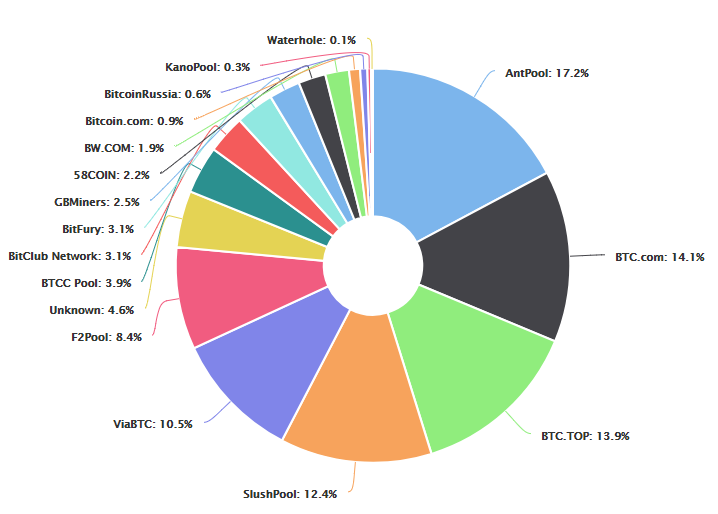 Waterhole: 0.1%
KanoPool: 0.3%
AntPool: 17.2%
BitcoinRussia: 0.6%
Bitcoin.com: 0.9%
BW.COM: 1.9%
58COIN: 2.2%
GBMiners: 2.5%
BitFury: 3.1%
BitClub Network: 3.1%
BTC.com: 14.1%
BTCC Pool: 3.9%
Unknown: 4.6%
F2Pool: 8.4%
ViaBTC: 10.5%
BTC.TOP: 13.9%
SlushPool: 12.4%